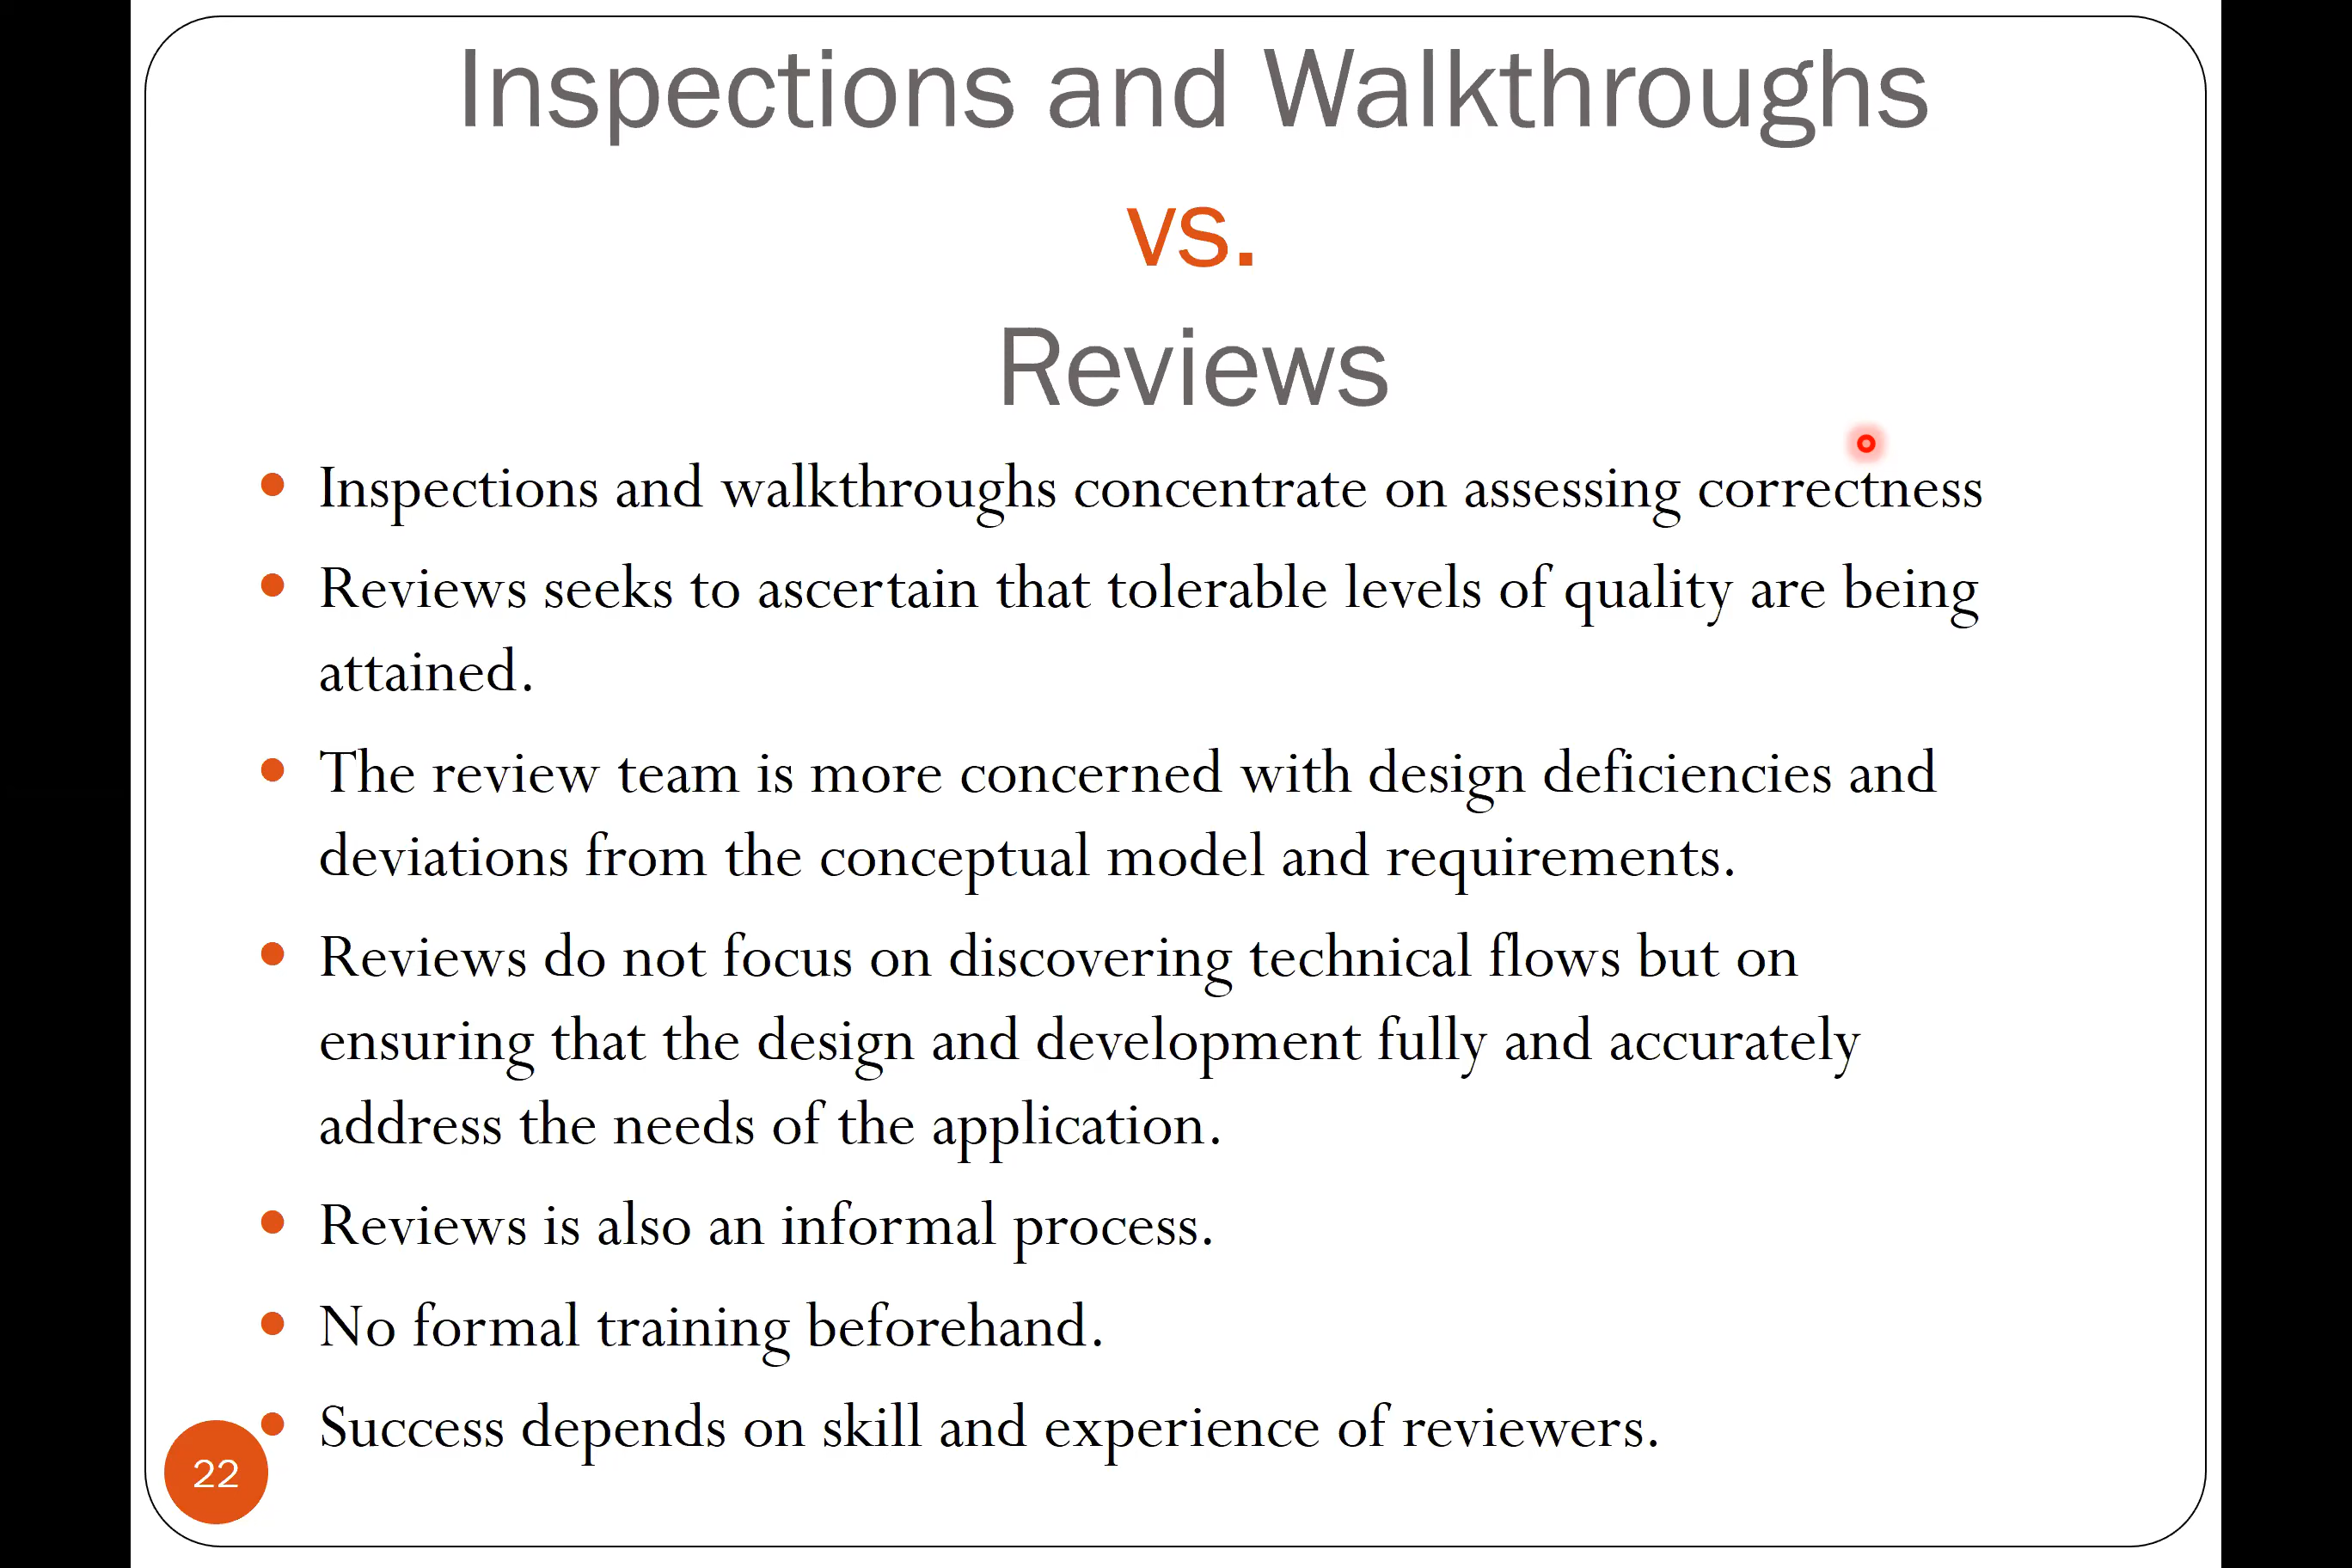 Inspections and Walkthroughs
vs.
Reviews
• Inspections and walkthroughs concentrate on assessing correctness
• Reviews seeks to ascertain that tolerable levels of quality are being
attained.
• The review team is more concerned with design deficiencies and
deviations from the conceptual model and requirements.
• Reviews do not focus on discovering technical flows but on
ensuring that the design and development fully and accurately
address the needs of the application.
• Reviews is also an informal process.
• No formal training beforehand.
• Success depends on skill and experience of reviewers.
22